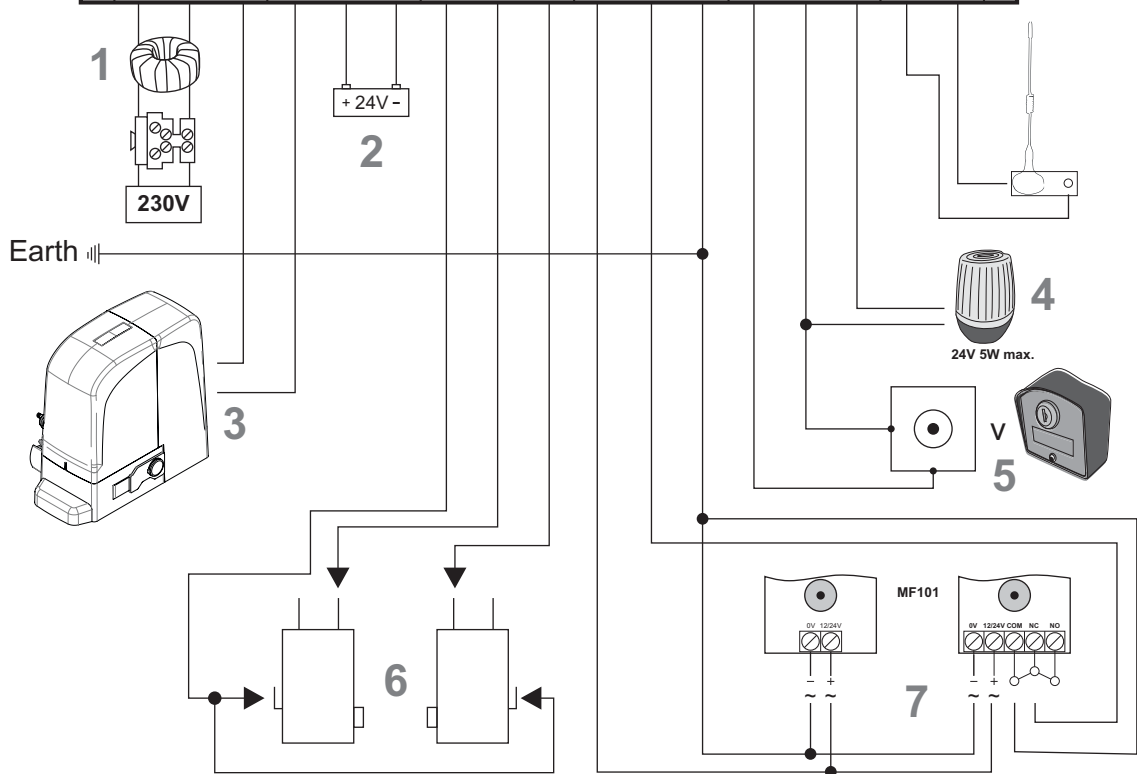 1
+ 24V -
2
230V
Earth
3
4
24V 5W max.
V
5
MF101
0V 12/24V
0V 12/24V COM NC NO
- +
~ ~
- +
~ ~
6
7